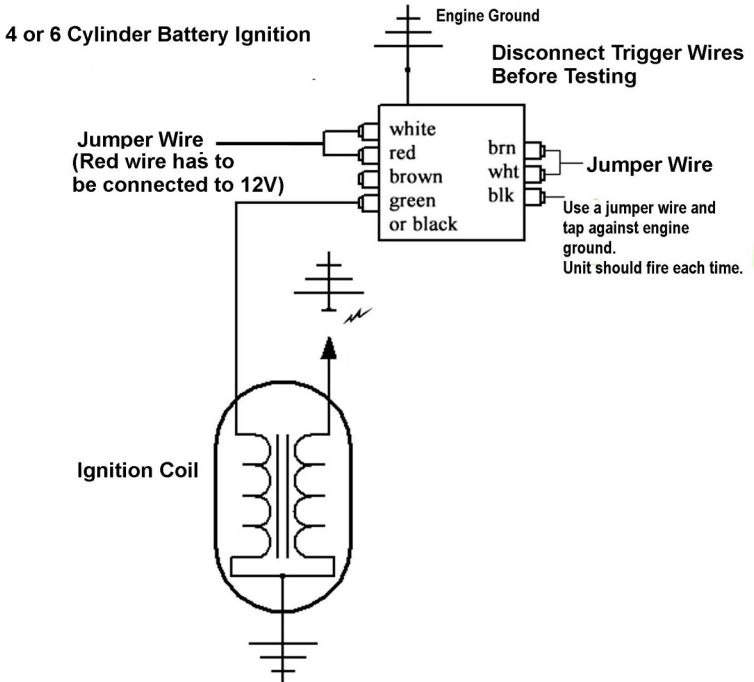 Engine Ground
4 or 6 Cylinder Battery Ignition
Disconnect Trigger Wires
Before Testing
Jumper Wire
(Red wire has to
be connected to 12V)
white
red
brown
green
or black
brn
wht
blk
Jumper Wire
Use a jumper wire and
tap against engine
ground.
Unit should fire each time.
Ignition Coil